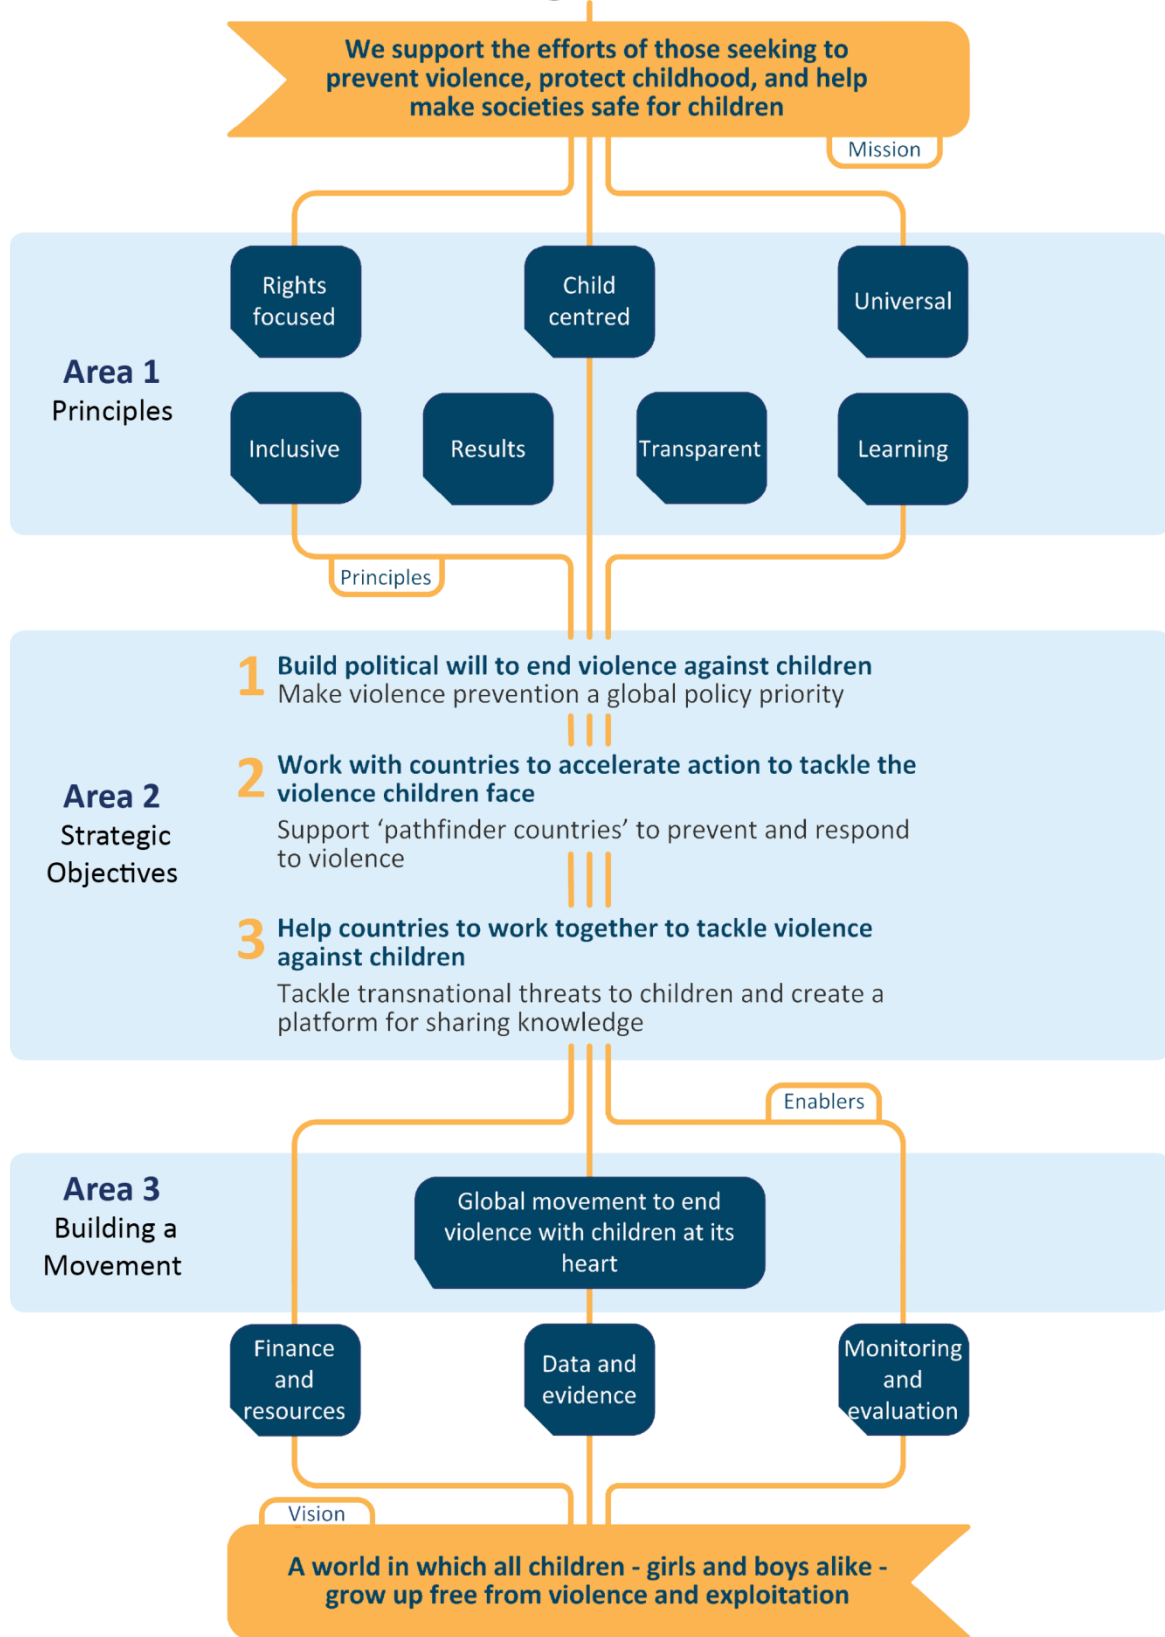 We support the efforts of those seeking to
prevent violence, protect childhood, and help
make societies safe for children
Mission
Rights
focused
Child
centred
Universal
Area 1
Principles
Inclusive
Results
Transparent
Learning
Principles
1 Build political will to end violence against children
Make violence prevention a global policy priority
2 Work with countries to accelerate action to tackle the
violence children face
Support ‘pathfinder countries’ to prevent and respond
to violence
Area 2
Strategic
Objectives
3 Help countries to work together to tackle violence
against children
Tackle transnational threats to children and create a
platform for sharing knowledge
Enablers
Area 3
Building a
Movement
Global movement to end
violence with children at its
heart
Finance
and
resources
Data and
evidence
Monitoring
and
evaluation
Vision
A world in which all children - girls and boys alike -
grow up free from violence and exploitation